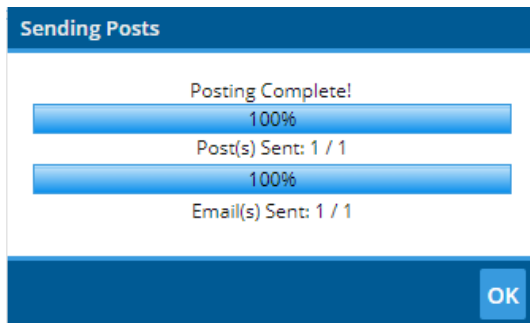 Sending Posts
Posting Complete!
100%
Post(s) Sent: 1 / 1
100%
Email(s) Sent: 1 / 1
OK